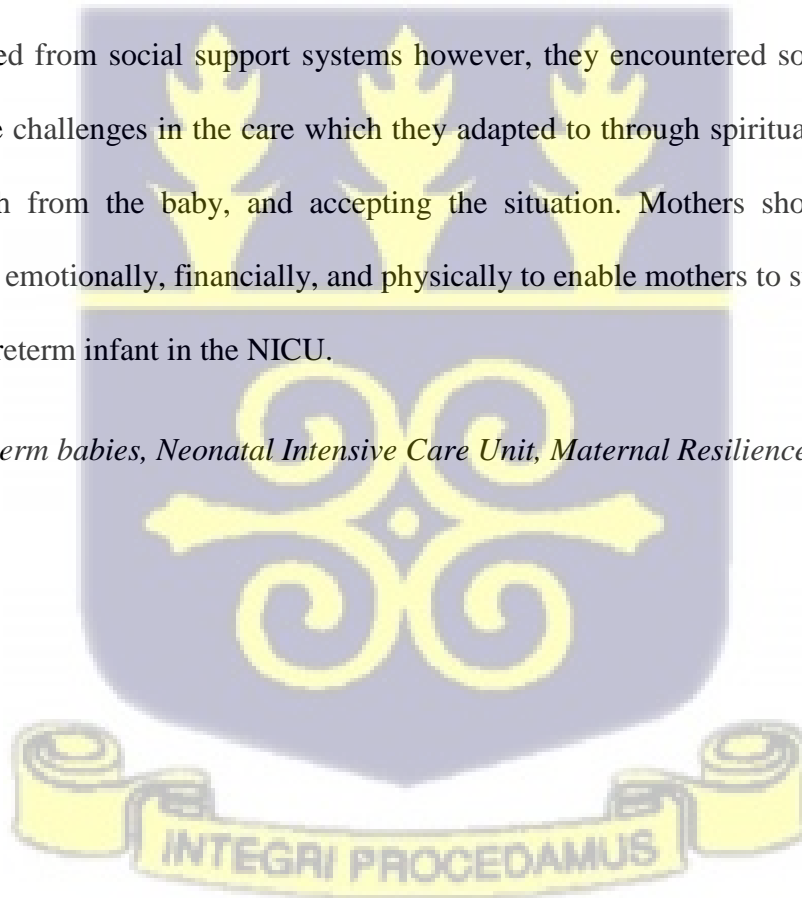 ed from social support systems however, they encountered so
e challenges in the care which they adapted to through spiritua
n from the baby, and accepting the situation. Mothers sho
emotionally, financially, and physically to enable mothers to s
reterm infant in the NICU.
erm babies, Neonatal Intensive Care Unit, Maternal Resilience
INTEGRI PROCEDAMUS